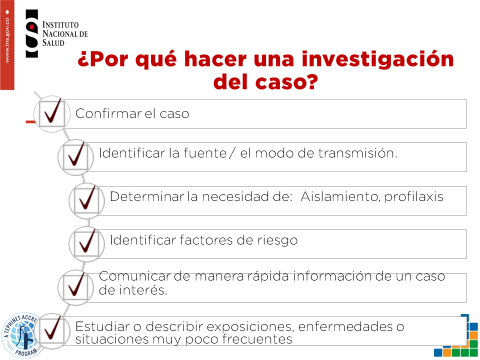 www.ins.gov.co
INSTITUTO
NACIONAL DE
SALUD
¿Por qué hacer una investigación
del caso?
Confirmar el caso
Identificar la fuente / el modo de transmisión.
Determinar la necesidad de: Aislamiento, profilaxis
Identificar factores de riesgo
Comunicar de manera rápida información de un caso
de interés.
Estudiar o describir exposiciones, enfermedades o
situaciones muy poco frecuentes
A TEPHINET ACCRE
PROGRAM